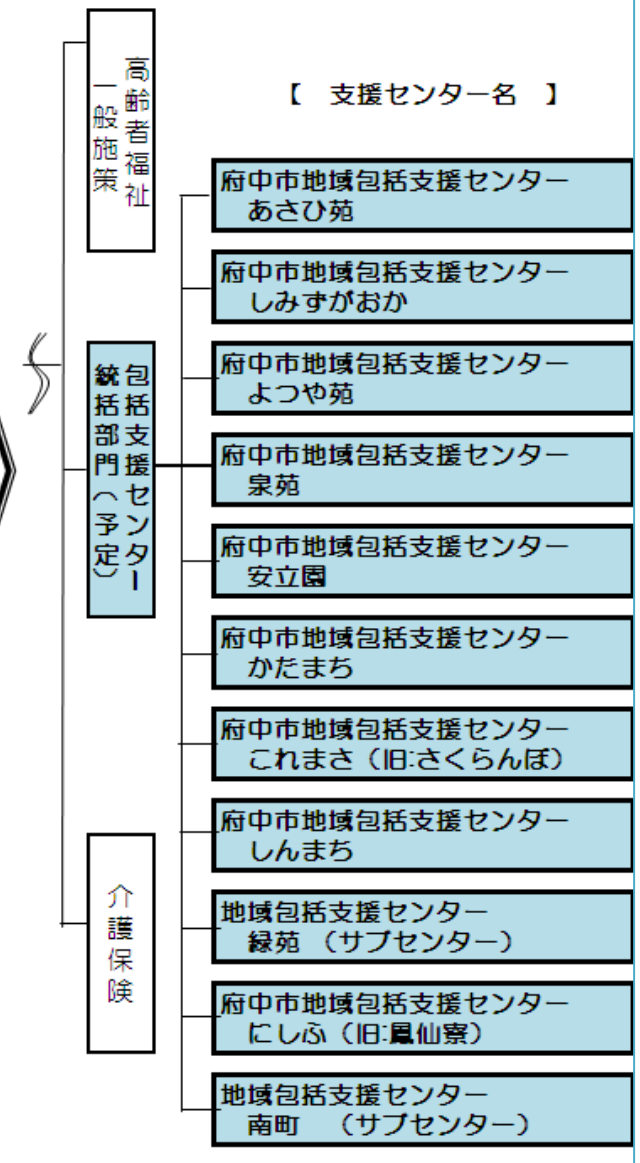 高齢者福祉
一般施策
【　支援センター名　】
府中市地域包括支援センター
あさひ苑
府中市地域包括支援センター
しみずがおか
府中市地域包括支援センター
よつや苑
包括支援センター
統括部門（予定）
府中市地域包括支援センター
泉苑
府中市地域包括支援センター
安立園
府中市地域包括支援センター
かたまち
府中市地域包括支援センター
これまさ（旧:さくらんぼ）
府中市地域包括支援センター
しんまち
介護保険
地域包括支援センター
緑苑　（サブセンター）
府中市地域包括支援センター
にしふ（旧:鳳仙寮）
地域包括支援センター
南町　（サブセンター）